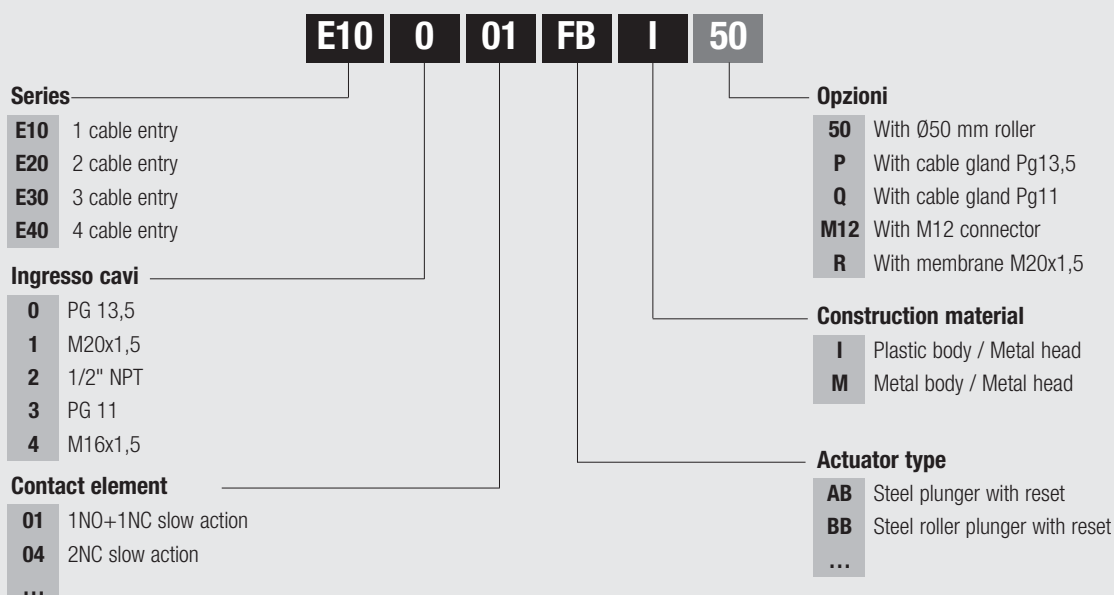 E10 0 01 FB I 50
Series
E10 1 cable entry
E20 2 cable entry
E30 3 cable entry
E40 4 cable entry
Ingresso cavi
0 PG 13,5
1 M20x1,5
2 1/2" NPT
3 PG 11
4 M16x1,5
Contact element
01 1NO+1NC slow action
04 2NC slow action
...
Opzioni
50 With Ø50 mm roller
P With cable gland Pg13,5
Q With cable gland Pg11
M12 With M12 connector
R With membrane M20x1,5
Construction material
I Plastic body / Metal head
M Metal body / Metal head
Actuator type
AB Steel plunger with reset
BB Steel roller plunger with reset
...